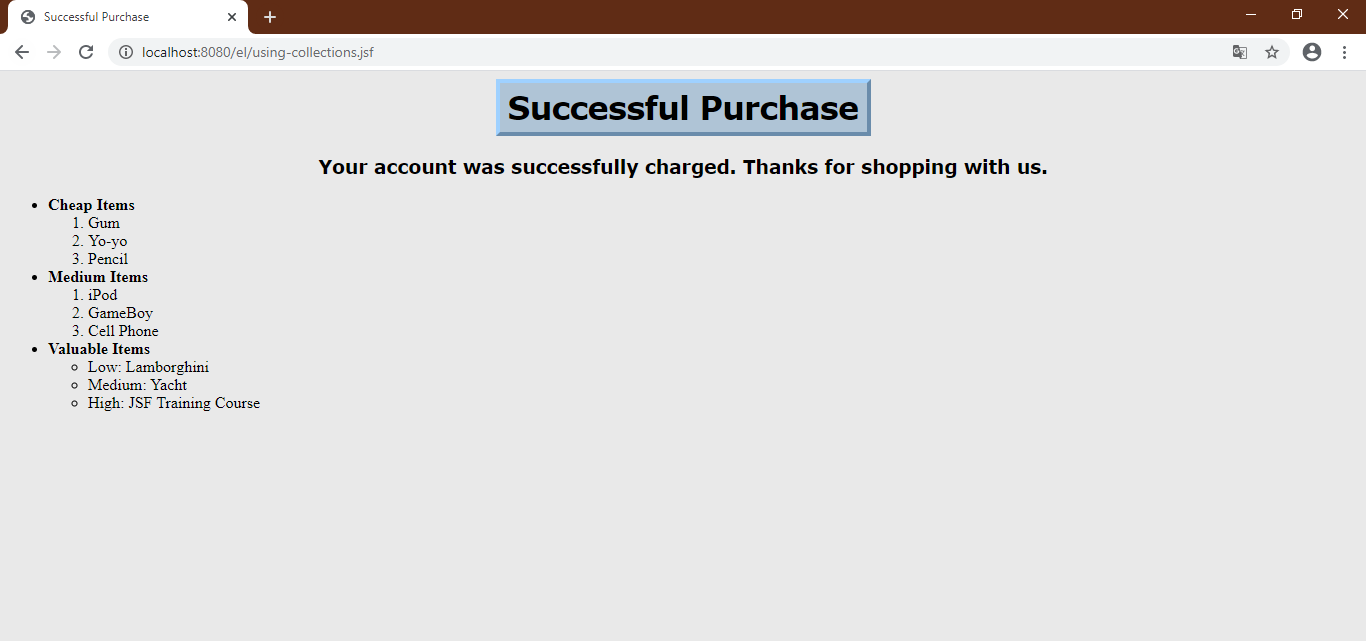 Successful Purchase
localhost:8080/el/using-collections.jsf
Successful Purchase
Your account was successfully charged. Thanks for shopping with us.
• Cheap Items
1. Gum
2. Yo-yo
3. Pencil
• Medium Items
1. iPod
2. GameBoy
3. Cell Phone
• Valuable Items
○ Low: Lamborghini
○ Medium: Yacht
○ High: JSF Training Course